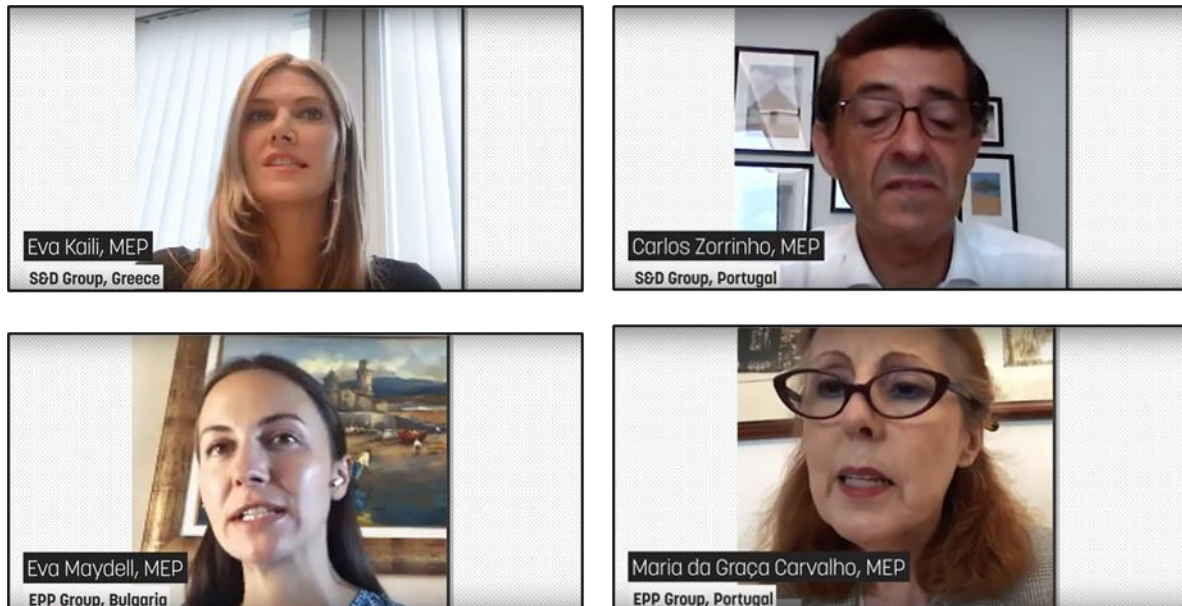 Eva Kaili, MEP
S&D Group, Greece
Carlos Zorrinho, MEP
S&D Group, Portugal
Eva Maydell, MEP
EPP Group, Bulgaria
Maria da Graça Carvalho, MEP
EPP Group, Portugal